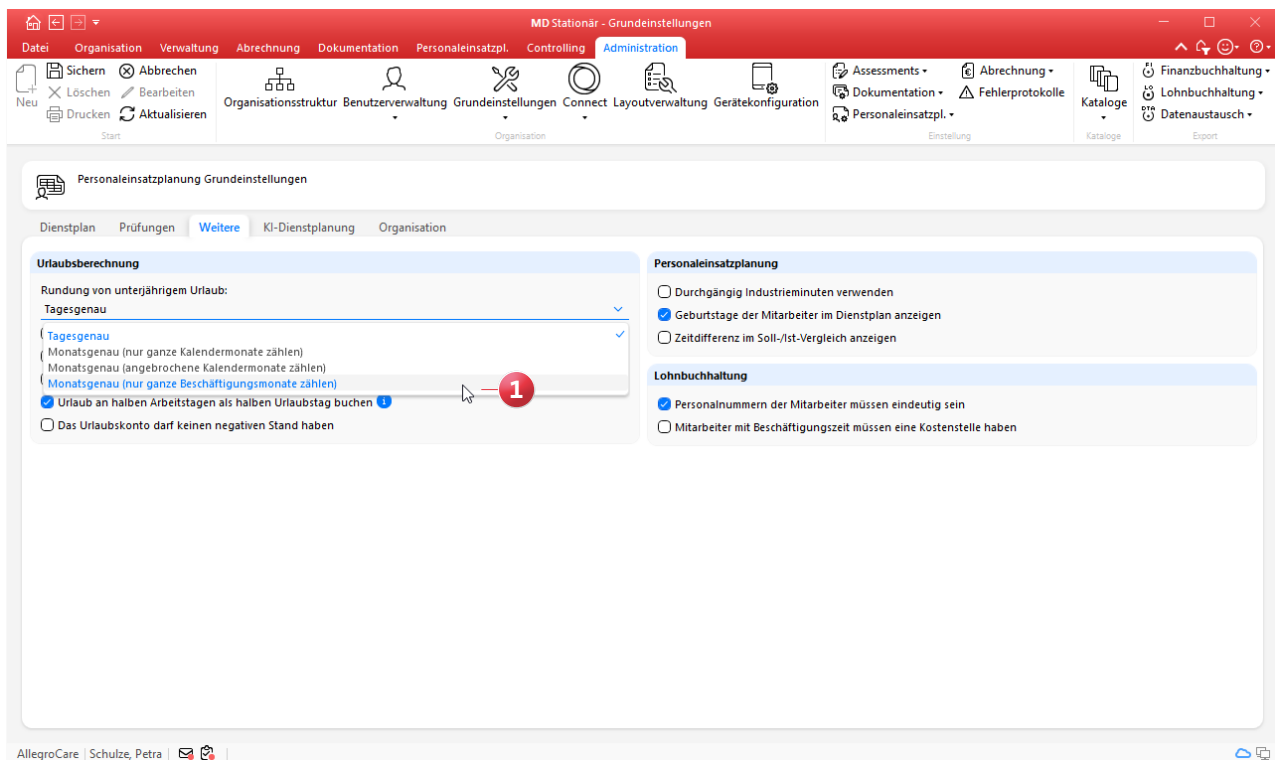 MD Stationär - Grundeinstellungen
Datei Organisation Verwaltung Abrechnung Dokumentation Personaleinsatzpl. Controlling Administration
Neu
Sichern Abbrechen
Löschen Bearbeiten
Drucken Aktualisieren
Start
Organisationsstruktur Benutzerverwaltung Grundeinstellungen Connect Layoutverwaltung Gerätekonfiguration
Organisation
Assessments Abrechnung
Dokumentation Fehlerprotokolle
Personaleinsatzpl.
Einstellung
Kataloge
Kataloge
Finanzbuchhaltung
Lohnbuchhaltung
Datenaustausch
Export
Personaleinsatzplanung Grundeinstellungen
Dienstplan Prüfungen Weitere KI-Dienstplanung Organisation
Urlaubsberechnung
Rundung von unterjährigem Urlaub:
Tagesgenau
Tagesgenau
Monatsgenau (nur ganze Kalendermonate zählen)
Monatsgenau (angebrochene Kalendermonate zählen)
Monatsgenau (nur ganze Beschäftigungsmonate zählen)
1
Urlaub an halben Arbeitstagen als halben Urlaubstag buchen
Das Urlaubskonto darf keinen negativen Stand haben
Personaleinsatzplanung
Durchgängig Industrieminuten verwenden
Geburtstage der Mitarbeiter im Dienstplan anzeigen
Zeitdifferenz im Soll-/Ist-Vergleich anzeigen
Lohnbuchhaltung
Personalnummern der Mitarbeiter müssen eindeutig sein
Mitarbeiter mit Beschäftigungszeit müssen eine Kostenstelle haben
AllegroCare | Schulze, Petra